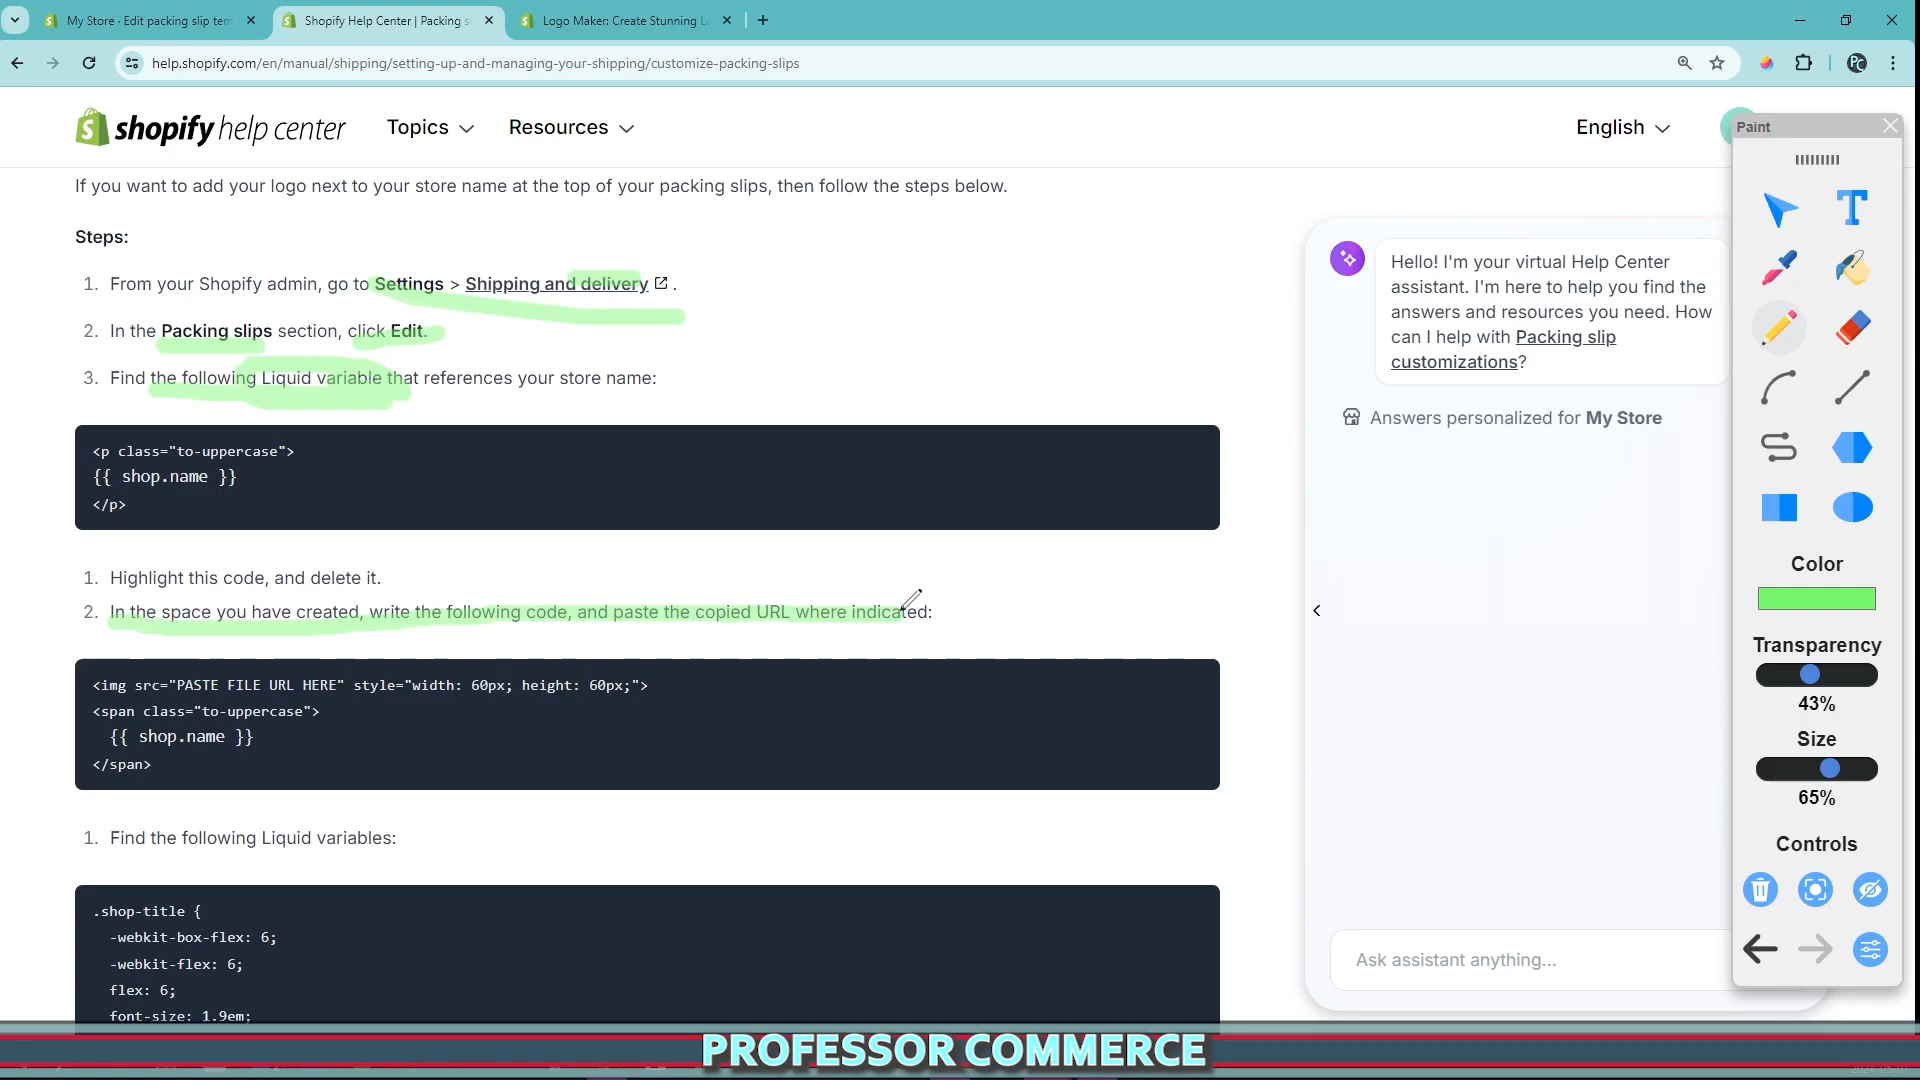 My Store · Edit packing slip tem
Shopify Help Center | Packing s
Logo Maker: Create Stunning Lo
help.shopify.com/en/manual/shipping/setting-up-and-managing-your-shipping/customize-packing-slips
PC
shopify help center
Topics
Resources
English
If you want to add your logo next to your store name at the top of your packing slips, then follow the steps below.
Steps:
1. From your Shopify admin, go to Settings > Shipping and delivery .
2. In the Packing slips section, click Edit.
3. Find the following Liquid variable that references your store name:
<p class="to-uppercase">
{{ shop.name }}
</p>
1. Highlight this code, and delete it.
2. In the space you have created, write the following code, and paste the copied URL where indicated:
<img src="PASTE FILE URL HERE" style="width: 60px; height: 60px;">
<span class="to-uppercase">
{{ shop.name }}
</span>
1. Find the following Liquid variables:
.shop-title {
-webkit-box-flex: 6;
-webkit-flex: 6;
flex: 6;
font-size: 1.9em;
Hello! I'm your virtual Help Center
assistant. I'm here to help you find the
answers and resources you need. How
can I help with Packing slip
customizations?
Answers personalized for My Store
Ask assistant anything...
Paint
T
Color
Transparency
43%
Size
65%
Controls
PROFESSOR COMMERCE